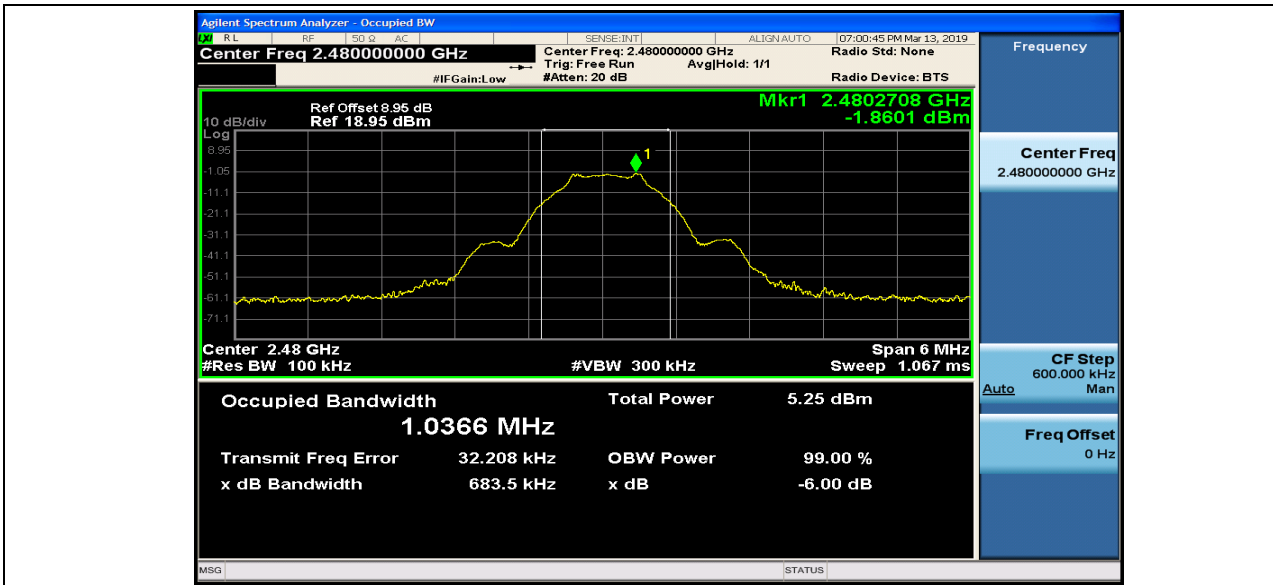 Agilent Spectrum Analyzer - Occupied BW
LXI RL RF 50 Ω AC SENSE:INT ALIGN AUTO 07:00:45 PM Mar 13, 2019
Center Freq 2.480000000 GHz
Center Freq: 2.480000000 GHz Radio Std: None
Trig: Free Run Avg|Hold: 1/1
#IFGain:Low #Atten: 20 dB Radio Device: BTS
Ref Offset 8.95 dB
10 dB/div Ref 18.95 dBm
Mkr1 2.4802708 GHz
-1.8601 dBm
Log
8.95
-1.05
-11.1
-21.1
-31.1
-41.1
-51.1
-61.1
-71.1
1
Center 2.48 GHz Span 6 MHz
#Res BW 100 kHz #VBW 300 kHz Sweep 1.067 ms
Occupied Bandwidth Total Power 5.25 dBm
1.0366 MHz
Transmit Freq Error 32.208 kHz OBW Power 99.00 %
x dB Bandwidth 683.5 kHz x dB -6.00 dB
MSG STATUS
Frequency
Center Freq
2.480000000 GHz
CF Step
600.000 kHz
Auto Man
Freq Offset
0 Hz